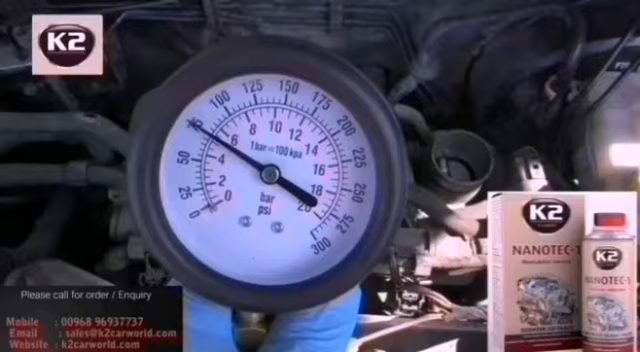 K2
100 125 150
175
200
225
250
275
300
50
25
0
8 10 12
14
16
18
20
6
4
2
0
1 bar = 100 kpa
bar
psi
K2
NANOTEC-1
K2
NANOTEC-1
Please call for order / Enquiry
Mobile : 00968 96937737
Email : sales@k2carworld.com
Website : k2carworld.com